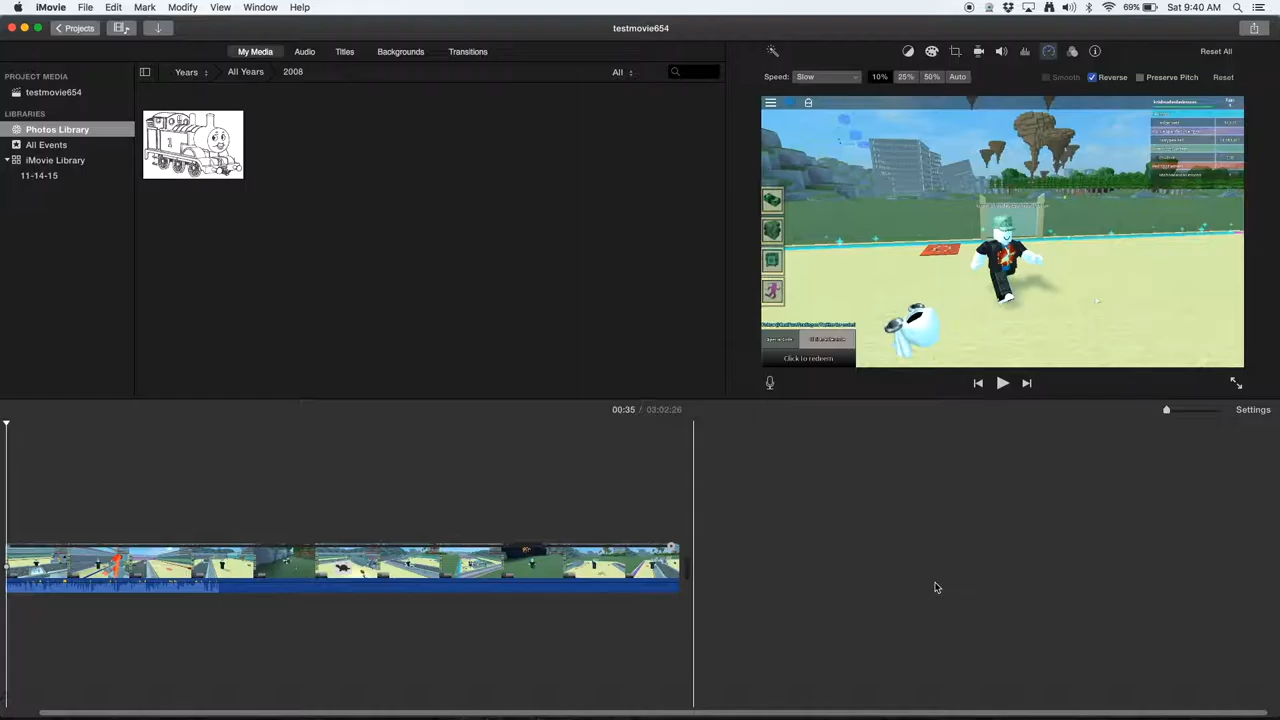 iMovie File Edit Mark Modify View Window Help
69% Sat 9:40 AM
Projects
testmovie654
My Media Audio Titles Backgrounds Transitions
Reset All
PROJECT MEDIA
testmovie654
LIBRARIES
Photos Library
All Events
iMovie Library
11-14-15
Years All Years 2008
All
Speed: Slow 10% 25% 50% Auto Smooth Reverse Preserve Pitch Reset
Click to redeem
00:35 / 03:02:26
Settings